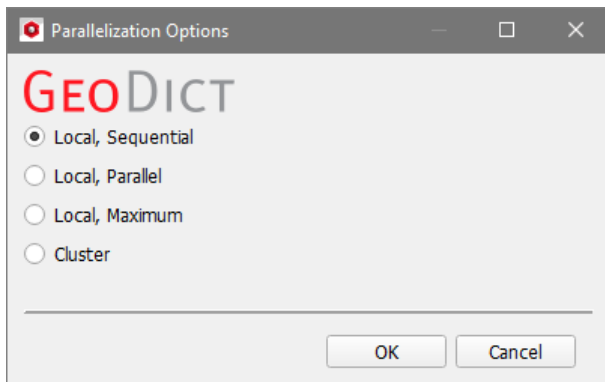 Parallelization Options
GEODICT
Local, Sequential
Local, Parallel
Local, Maximum
Cluster
OK Cancel